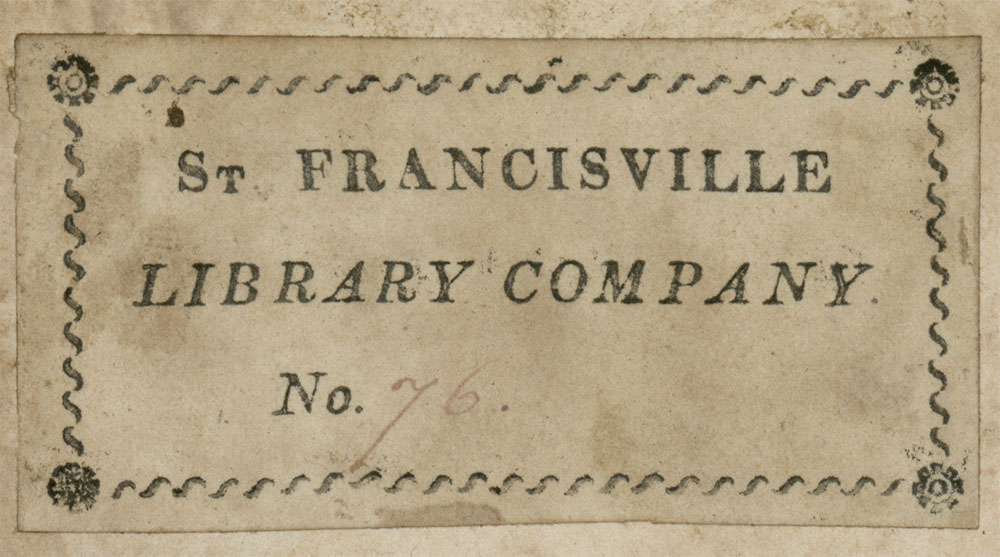 St FRANCISVILLE
LIBRARY COMPANY.
No. 76.